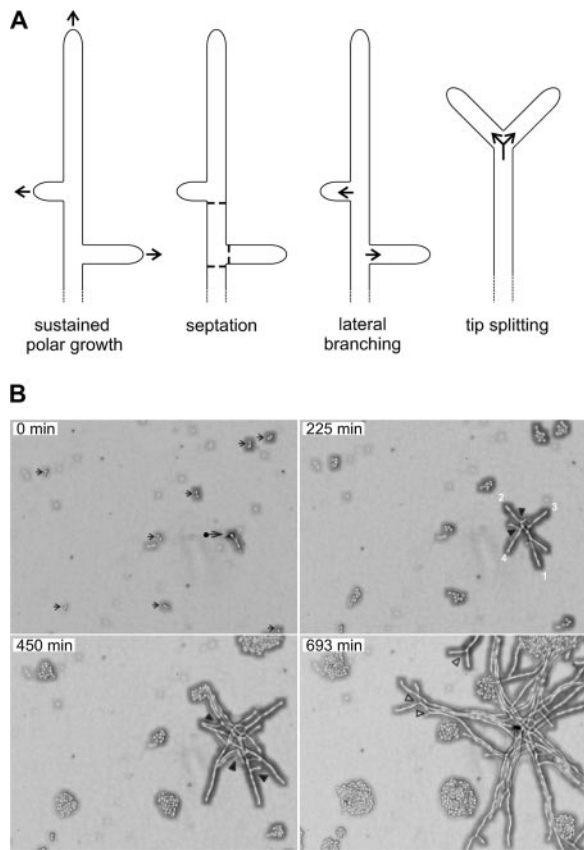 A
sustained
polar growth
septation
lateral
branching
tip splitting
B
0 min
225 min
2
3
4
1
450 min
693 min